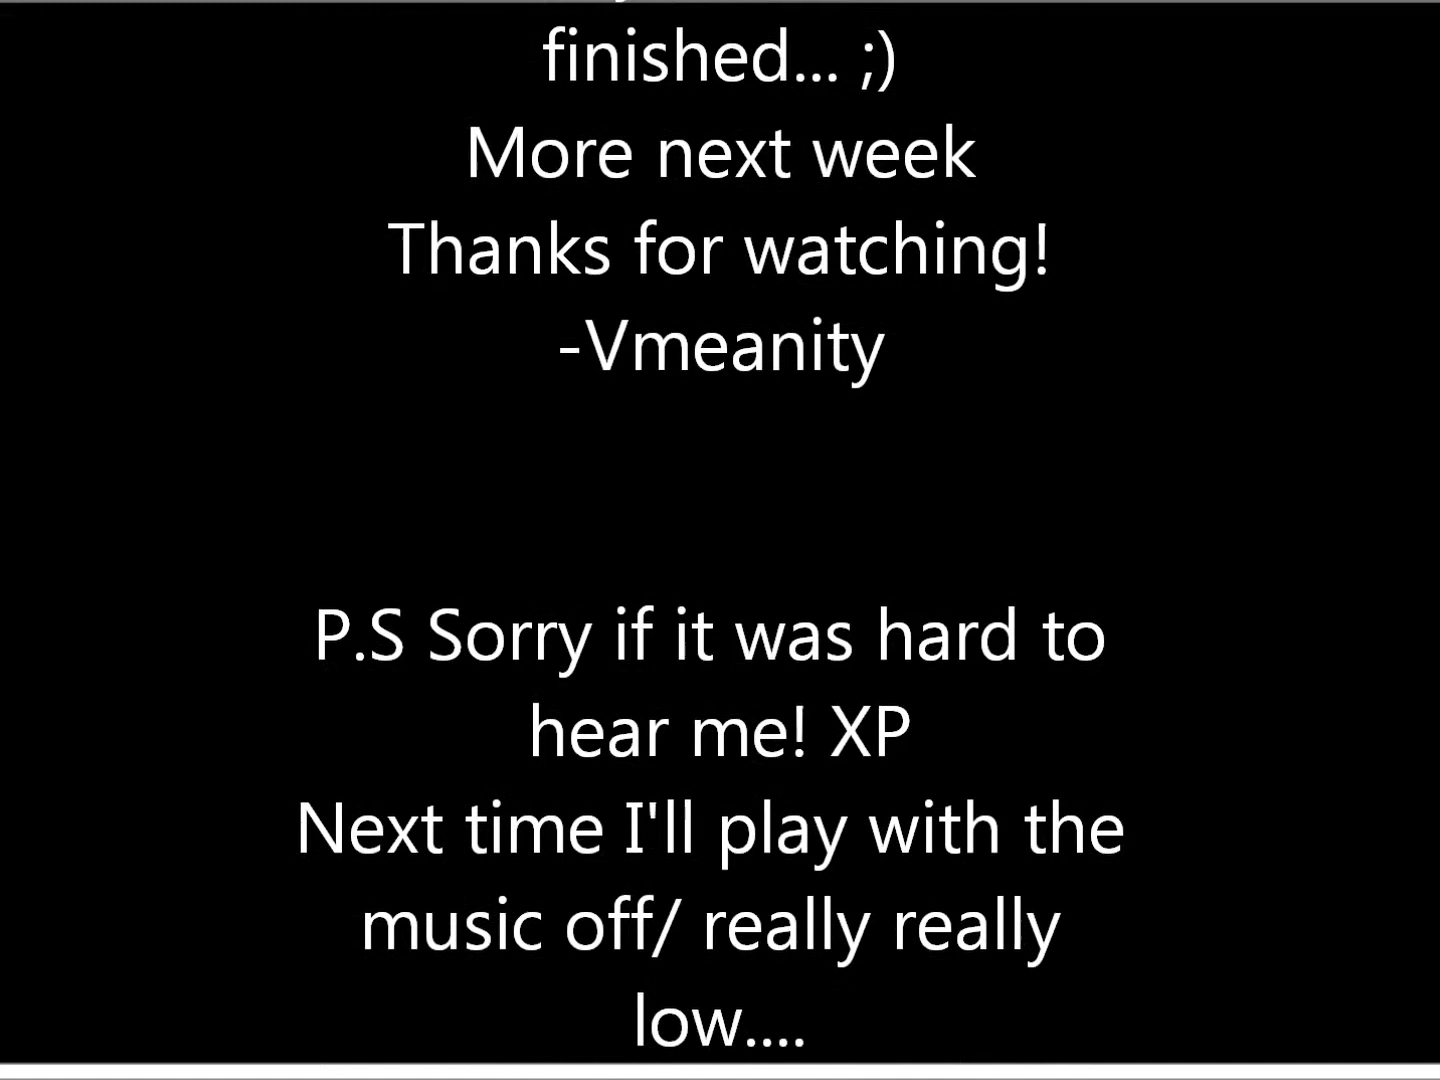 finished... ;)
More next week
Thanks for watching!
-Vmeanity
P.S Sorry if it was hard to
hear me! XP
Next time I'll play with the
music off/ really really
low....